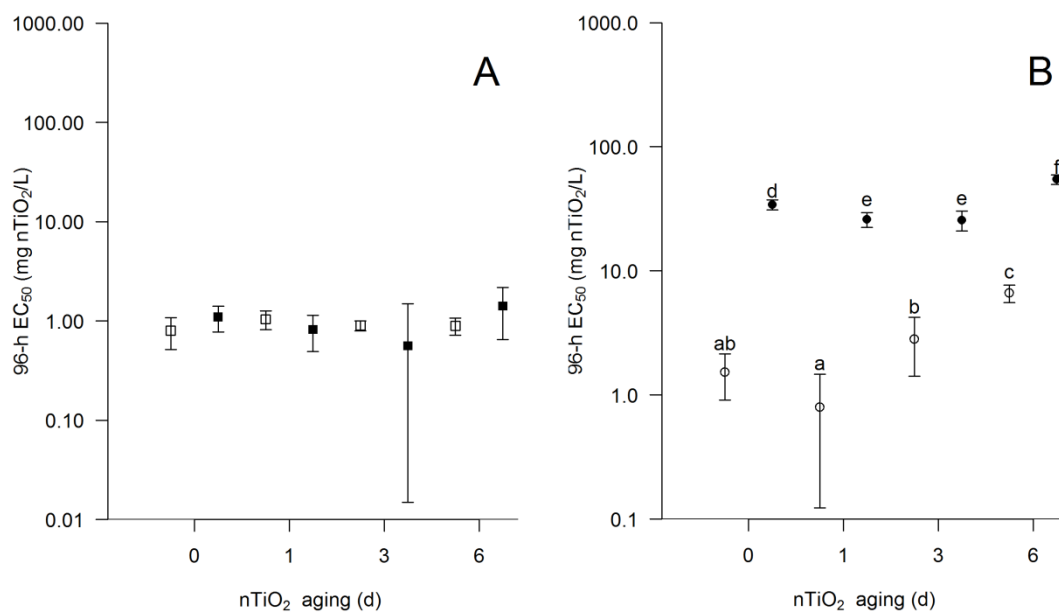 A
1000.00
100.00
10.00
1.00
0.10
0.01
96-h EC₅₀ (mg nTiO₂/L)
0 1 3 6
nTiO₂ aging (d)
B
1000.0
100.0
10.0
1.0
0.1
96-h EC₅₀ (mg nTiO₂/L)
d e e f
ab a b c
0 1 3 6
nTiO₂ aging (d)